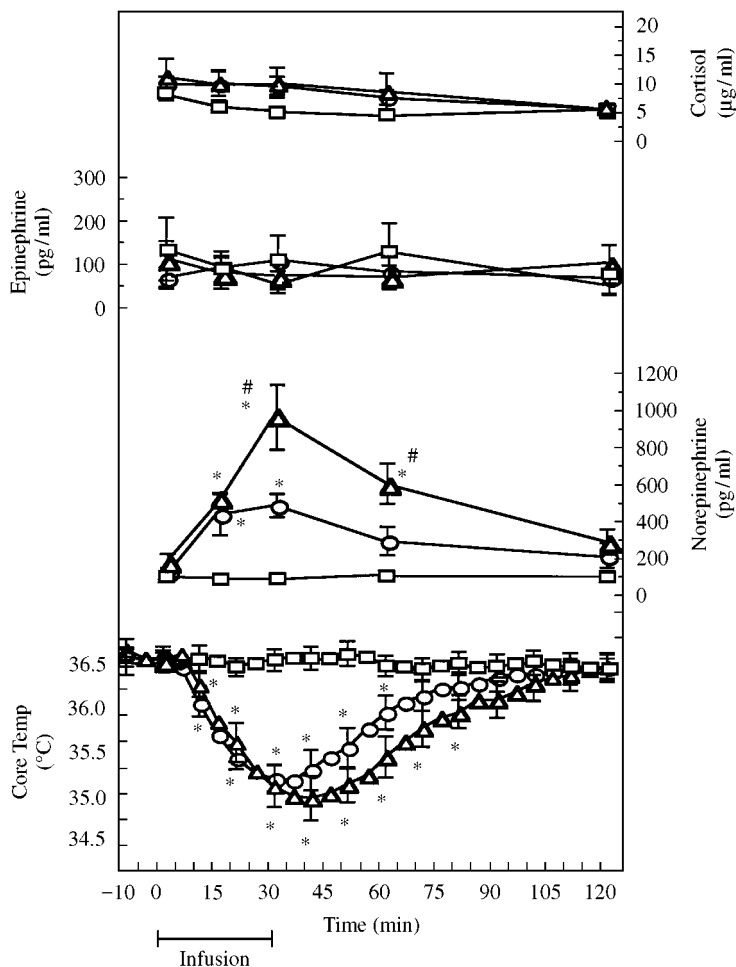 20
15
10
5
0
Cortisol
(μg/ml)
300
200
100
0
Epinephrine
(pg/ml)
1200
1000
800
600
400
200
0
Norepinephrine
(pg/ml)
#
*
#
*
*
*
*
36.5
36.0
35.5
35.0
34.5
Core Temp
(°C)
* * * *
* * *
* * * * * * *
−10 0 15 30 45 60 75 90 105 120
Time (min)
Infusion